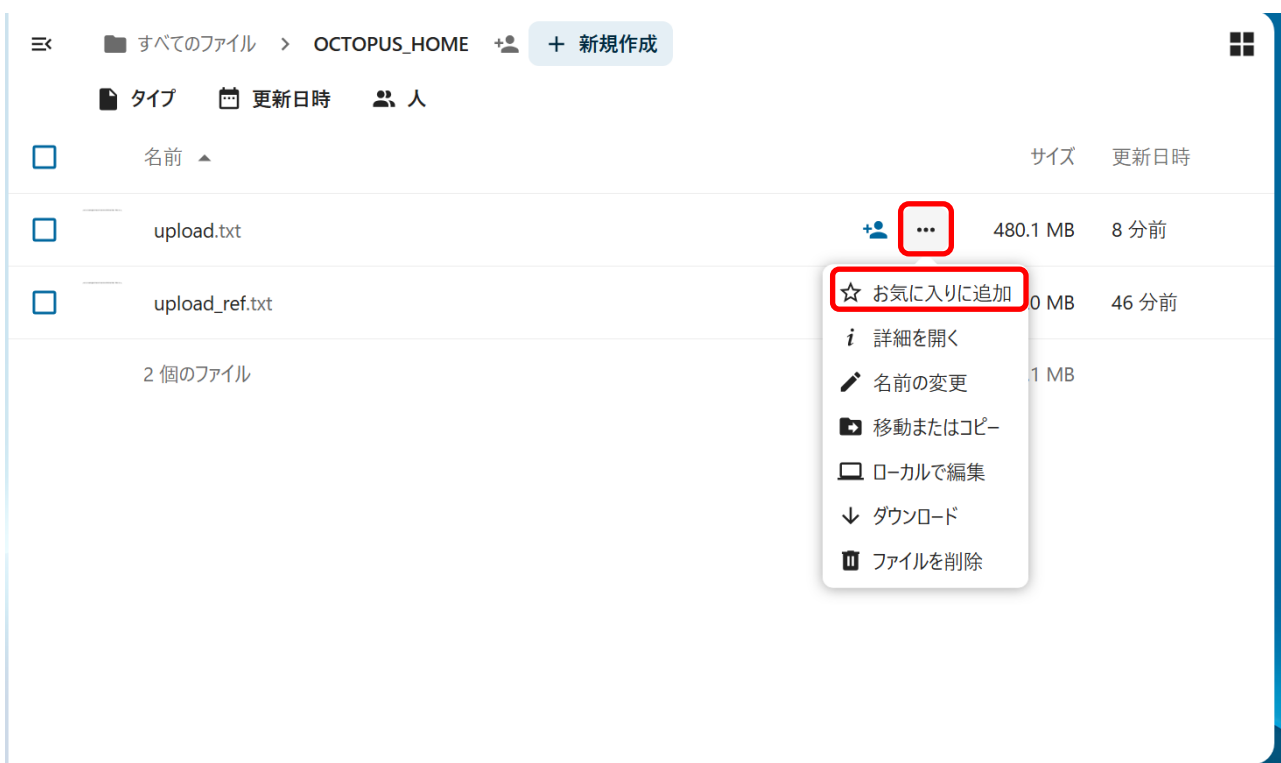 すべてのファイル > OCTOPUS_HOME + 新規作成
タイプ 更新日時 人
名前 サイズ 更新日時
upload.txt ... 480.1 MB 8 分前
upload_ref.txt 0 MB 46 分前
2 個のファイル .1 MB
お気に入りに追加
詳細を開く
名前の変更
移動またはコピー
ローカルで編集
ダウンロード
ファイルを削除